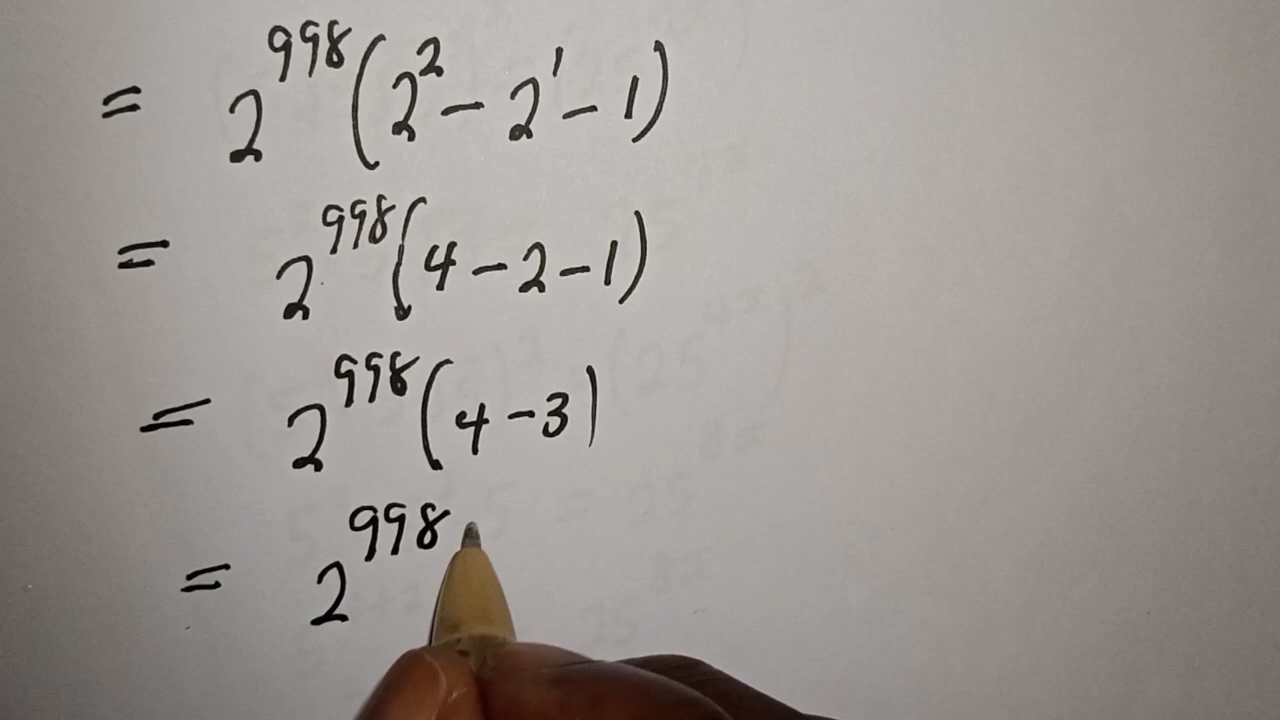 = 2^998 (2^2 - 2^1 - 1)
= 2^998 (4 - 2 - 1)
= 2^998 (4 - 3)
= 2^998